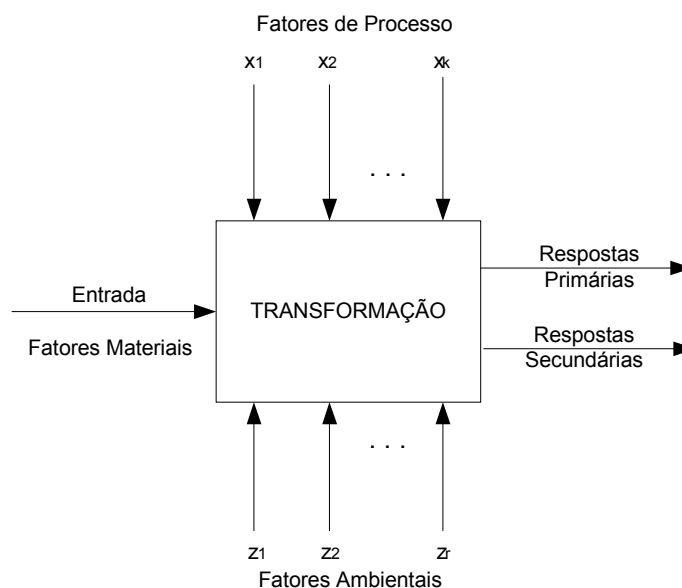 Fatores de Processo
x1 x2 xk
. . .
Respostas
Primárias
Entrada
TRANSFORMAÇÃO
Fatores Materiais
Respostas
Secundárias
. . .
z1 z2 zr
Fatores Ambientais